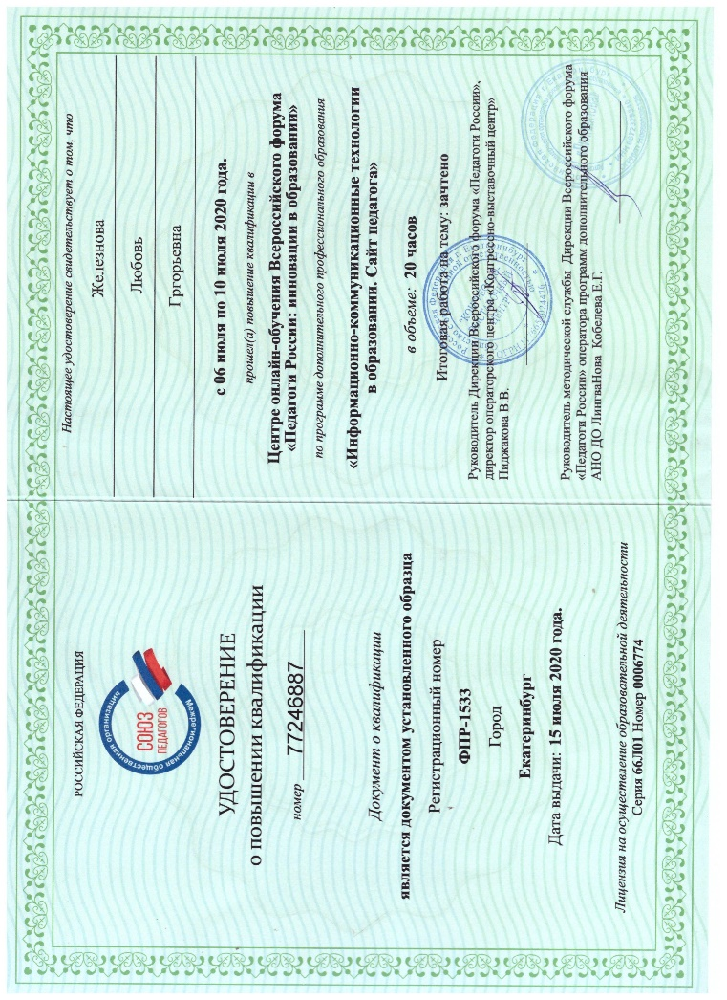 РОССИЙСКАЯ ФЕДЕРАЦИЯ
Межрегиональная общественная организация
СОЮЗ
ПЕДАГОГОВ
УДОСТОВЕРЕНИЕ
о повышении квалификации
номер 77246887
Документ о квалификации
является документом установленного образца
Регистрационный номер
ФПР-1533
Город
Екатеринбург
Дата выдачи: 15 июля 2020 года.
Лицензия на осуществление образовательной деятельности
Серия 66Л01 Номер 0006774
Настоящее удостоверение свидетельствует о том, что
Железнова
Любовь
Гргорьевна
с 06 июля по 10 июля 2020 года.
прошел(а) повышение квалификации в
Центре онлайн-обучения Всероссийского форума
«Педагоги России: инновации в образовании»
по программе дополнительного профессионального образования
«Информационно-коммуникационные технологии
в образовании. Сайт педагога»
в объеме: 20 часов
Итоговая работа на тему: зачтено
Руководитель Дирекции Всероссийского форума «Педагоги России»,
директор операторского центра «Конгрессно-выставочный центр»
Пиджакова В.В.
Руководитель методической службы Дирекции Всероссийского форума
«Педагоги России» оператора программ дополнительного образования
АНО ДО ЛингваНова Кобелева Е.Г.